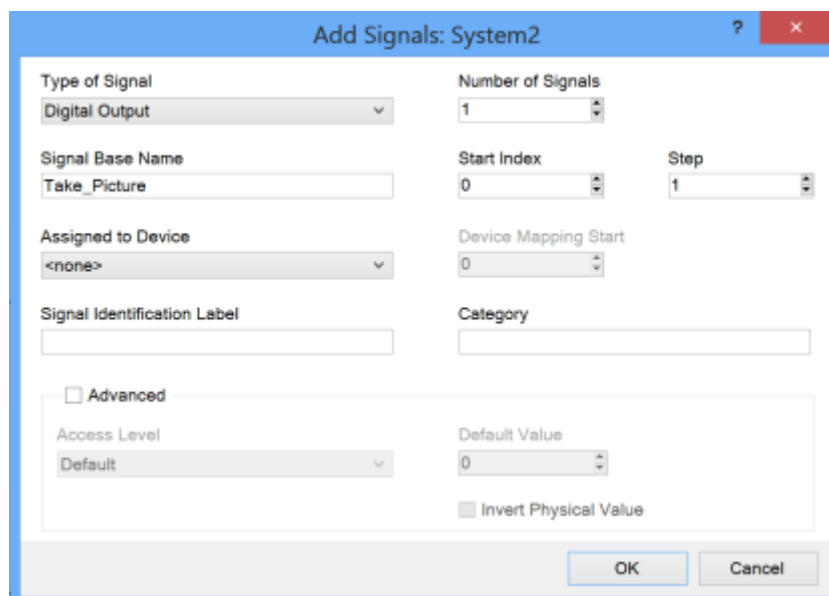 Add Signals: System2
?
×
Type of Signal
Number of Signals
Digital Output
1
Signal Base Name
Start Index
Step
Take_Picture
0
1
Assigned to Device
Device Mapping Start
<none>
0
Signal Identification Label
Category
Advanced
Access Level
Default Value
Default
0
Invert Physical Value
OK
Cancel